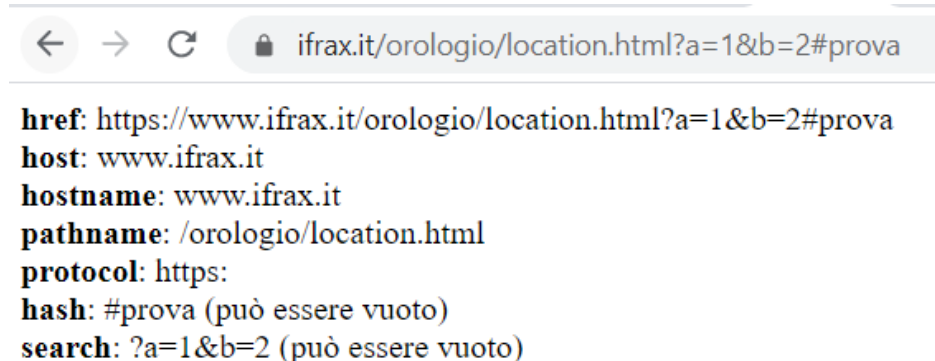 ifrax.it/orologio/location.html?a=1&b=2#prova
href: https://www.ifrax.it/orologio/location.html?a=1&b=2#prova
host: www.ifrax.it
hostname: www.ifrax.it
pathname: /orologio/location.html
protocol: https:
hash: #prova (può essere vuoto)
search: ?a=1&b=2 (può essere vuoto)